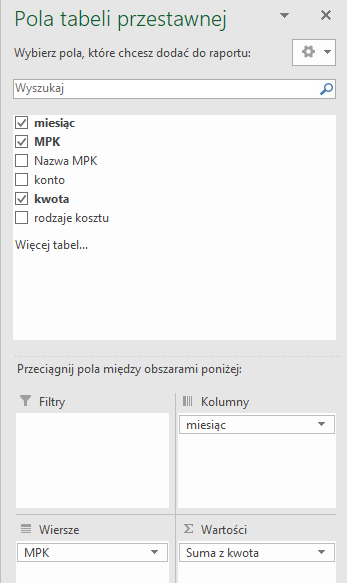 Pola tabeli przestawnej
Wybierz pola, które chcesz dodać do raportu:
Wyszukaj
miesiąc
MPK
Nazwa MPK
konto
kwota
rodzaje kosztu
Więcej tabel...
Przeciągnij pola między obszarami poniżej:
Filtry
Kolumny
miesiąc
Wiersze
Σ Wartości
MPK
Suma z kwota